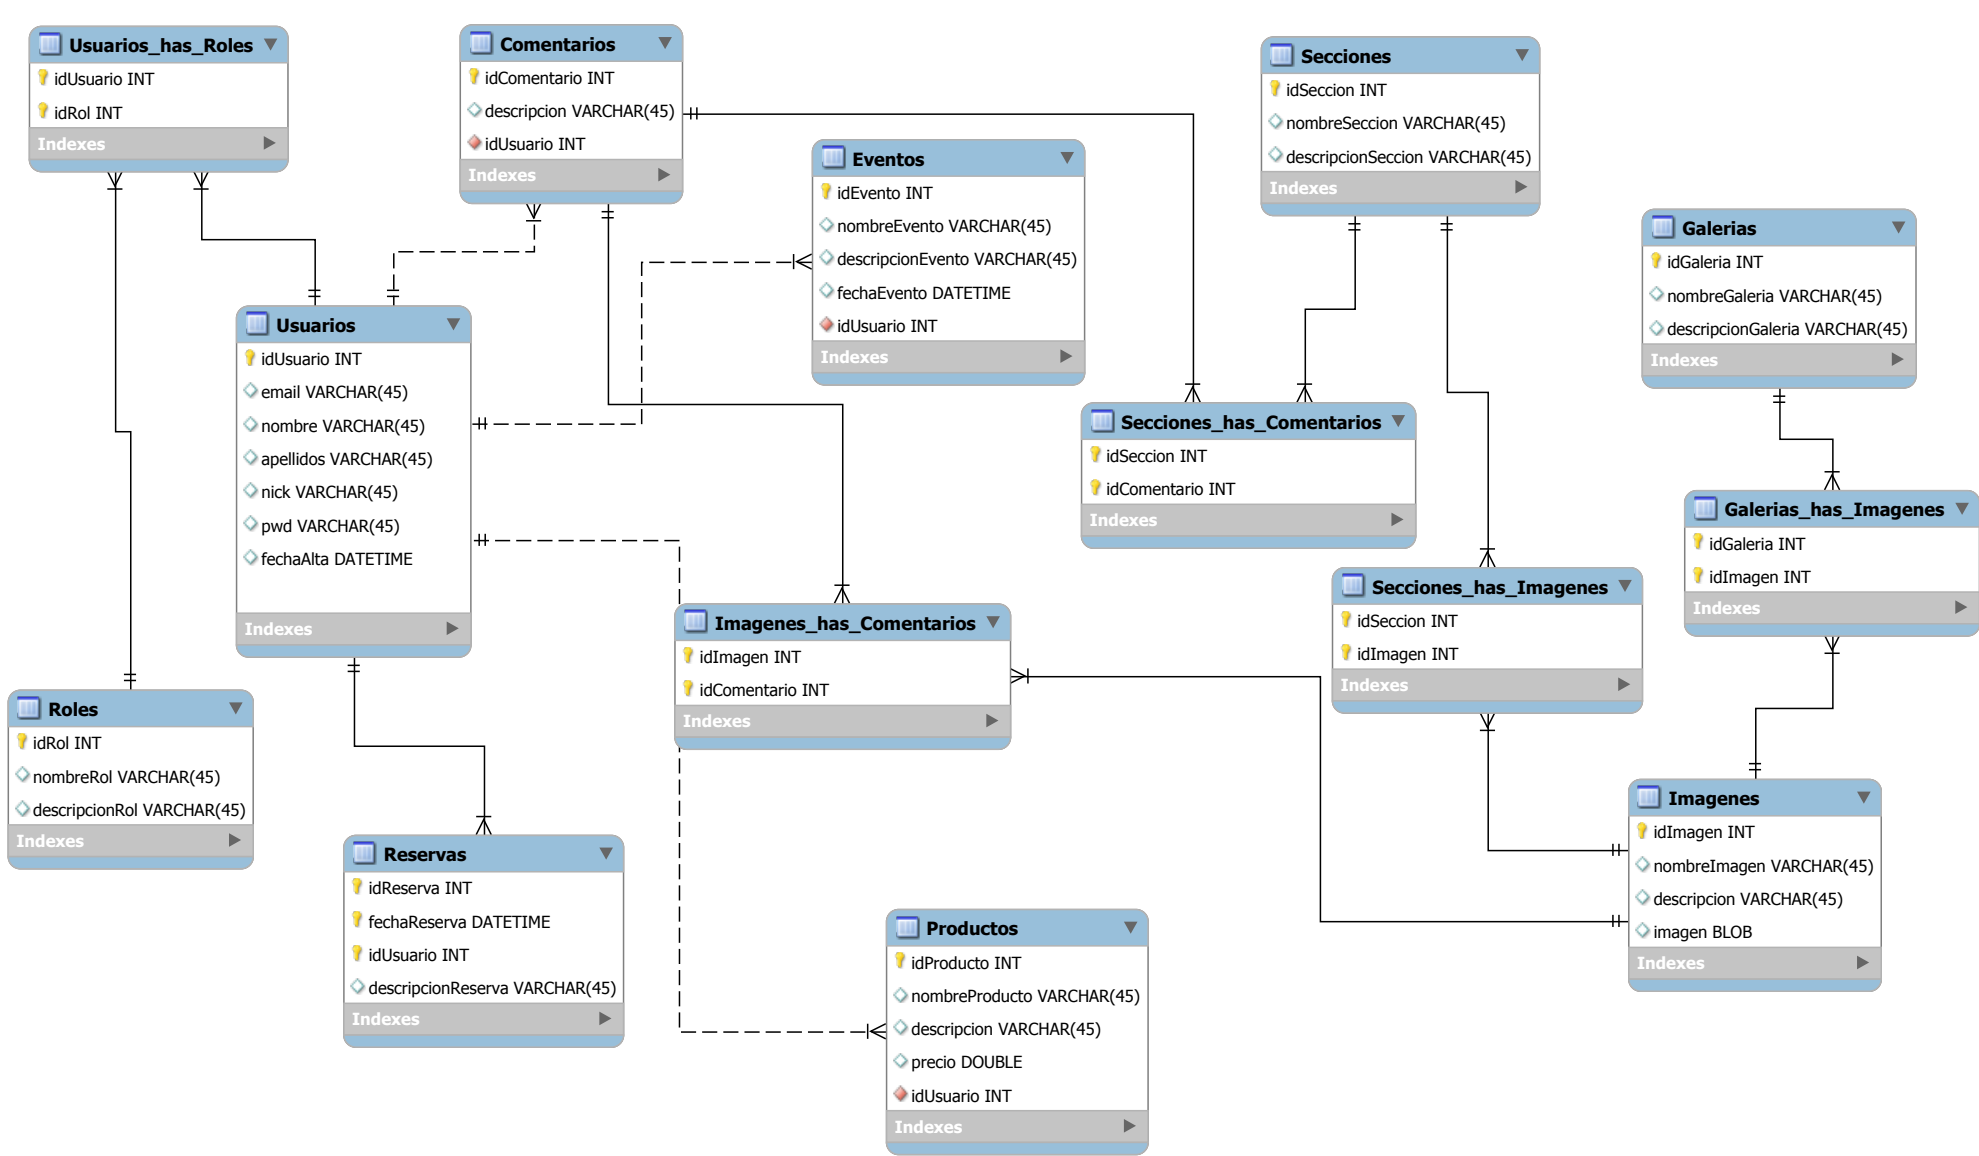 Usuarios_has_Roles
idUsuario INT
idRol INT
Indexes
Comentarios
idComentario INT
descripcion VARCHAR(45)
idUsuario INT
Indexes
Eventos
idEvento INT
nombreEvento VARCHAR(45)
descripcionEvento VARCHAR(45)
fechaEvento DATETIME
idUsuario INT
Indexes
Secciones
idSeccion INT
nombreSeccion VARCHAR(45)
descripcionSeccion VARCHAR(45)
Indexes
Galerias
idGaleria INT
nombreGaleria VARCHAR(45)
descripcionGaleria VARCHAR(45)
Indexes
Usuarios
idUsuario INT
email VARCHAR(45)
nombre VARCHAR(45)
apellidos VARCHAR(45)
nick VARCHAR(45)
pwd VARCHAR(45)
fechaAlta DATETIME
Indexes
Secciones_has_Comentarios
idSeccion INT
idComentario INT
Indexes
Galerias_has_Imagenes
idGaleria INT
idImagen INT
Indexes
Secciones_has_Imagenes
idSeccion INT
idImagen INT
Indexes
Imagenes_has_Comentarios
idImagen INT
idComentario INT
Indexes
Roles
idRol INT
nombreRol VARCHAR(45)
descripcionRol VARCHAR(45)
Indexes
Reservas
idReserva INT
fechaReserva DATETIME
idUsuario INT
descripcionReserva VARCHAR(45)
Indexes
Imagenes
idImagen INT
nombreImagen VARCHAR(45)
descripcion VARCHAR(45)
imagen BLOB
Indexes
Productos
idProducto INT
nombreProducto VARCHAR(45)
descripcion VARCHAR(45)
precio DOUBLE
idUsuario INT
Indexes